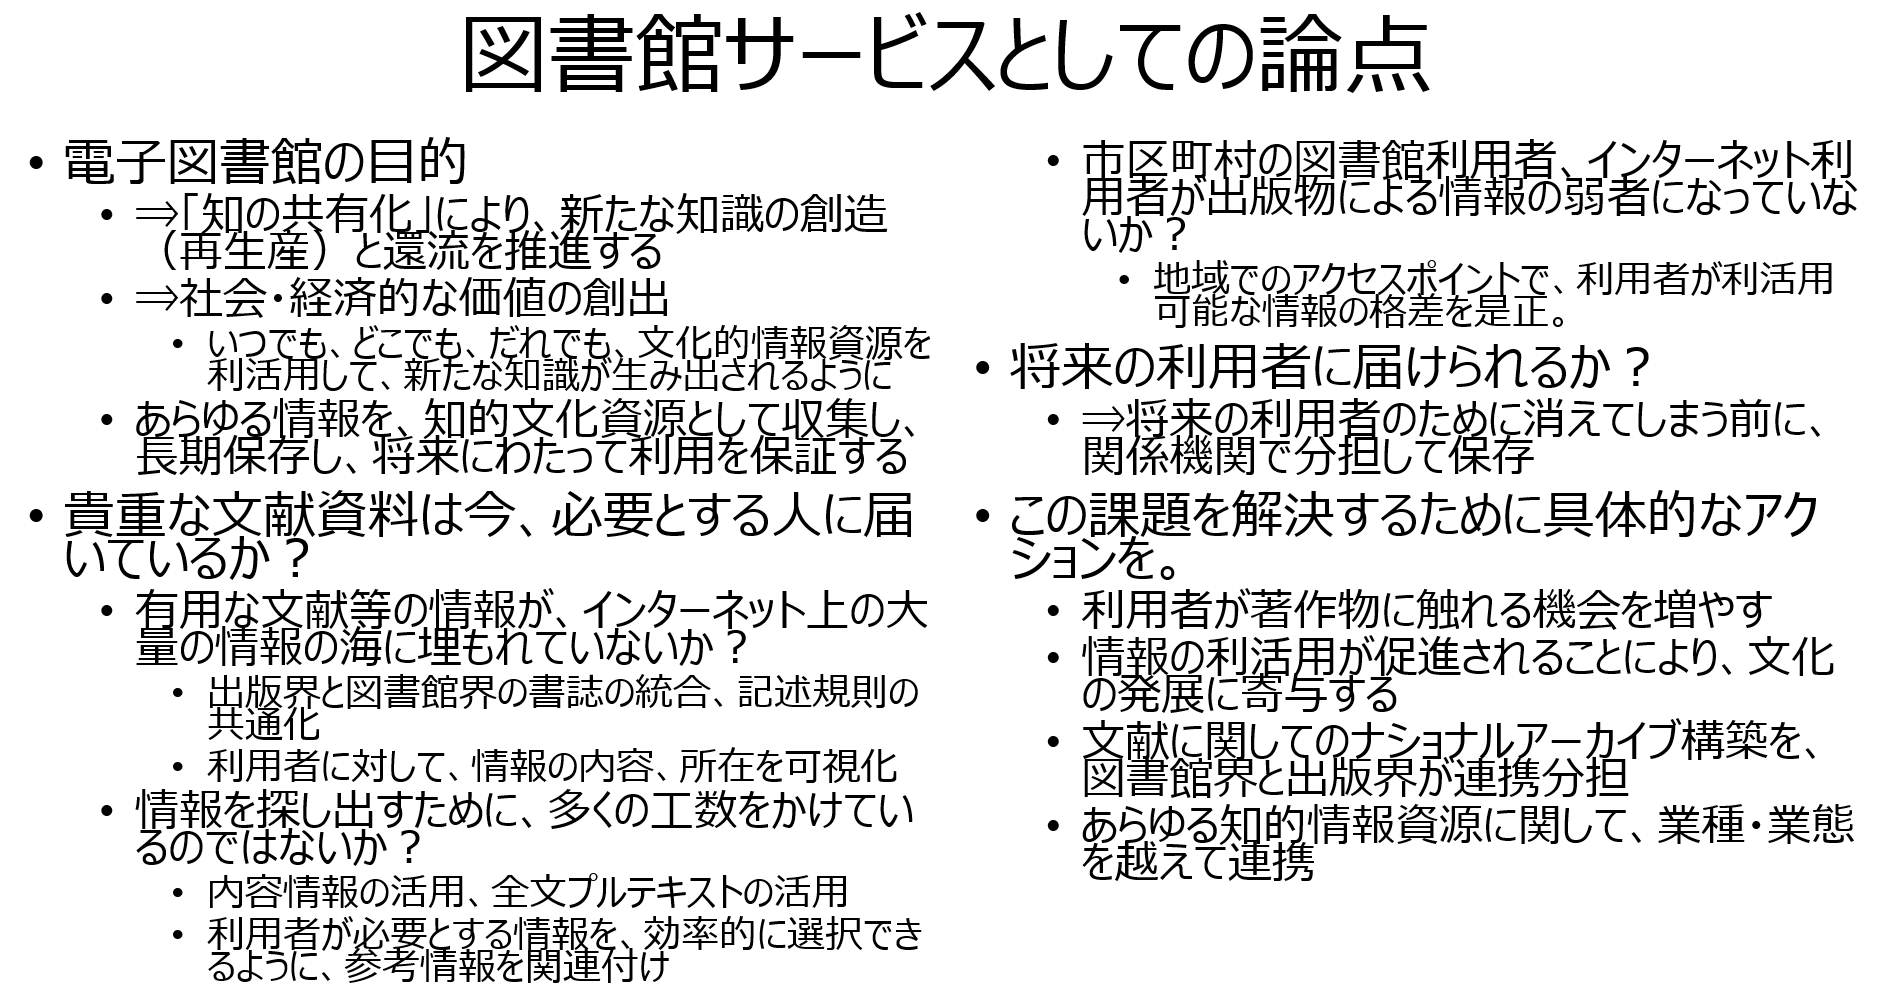 図書館サービスとしての論点
• 電子図書館の目的
• ⇒「知の共有化」により、新たな知識の創造
（再生産）と還流を推進する
• ⇒社会・経済的な価値の創出
• いつでも、どこでも、だれでも、文化的情報資源を
利活用して、新たな知識が生み出されるように
• あらゆる情報を、知的文化資源として収集し、
長期保存し、将来にわたって利用を保証する
• 貴重な文献資料は今、必要とする人に届
いているか？
• 有用な文献等の情報が、インターネット上の大
量の情報の海に埋もれていないか？
• 出版界と図書館界の書誌の統合、記述規則の
共通化
• 利用者に対して、情報の内容、所在を可視化
• 情報を探し出すために、多くの工数をかけてい
るのではないか？
• 内容情報の活用、全文プルテキストの活用
• 利用者が必要とする情報を、効率的に選択でき
るように、参考情報を関連付け
• 市区町村の図書館利用者、インターネット利
用者が出版物による情報の弱者になっていな
いか？
• 地域でのアクセスポイントで、利用者が利活用
可能な情報の格差を是正。
• 将来の利用者に届けられるか？
• ⇒将来の利用者のために消えてしまう前に、
関係機関で分担して保存
• この課題を解決するために具体的なアク
ションを。
• 利用者が著作物に触れる機会を増やす
• 情報の利活用が促進されることにより、文化
の発展に寄与する
• 文献に関してのナショナルアーカイブ構築を、
図書館界と出版界が連携分担
• あらゆる知的情報資源に関して、業種・業態
を越えて連携